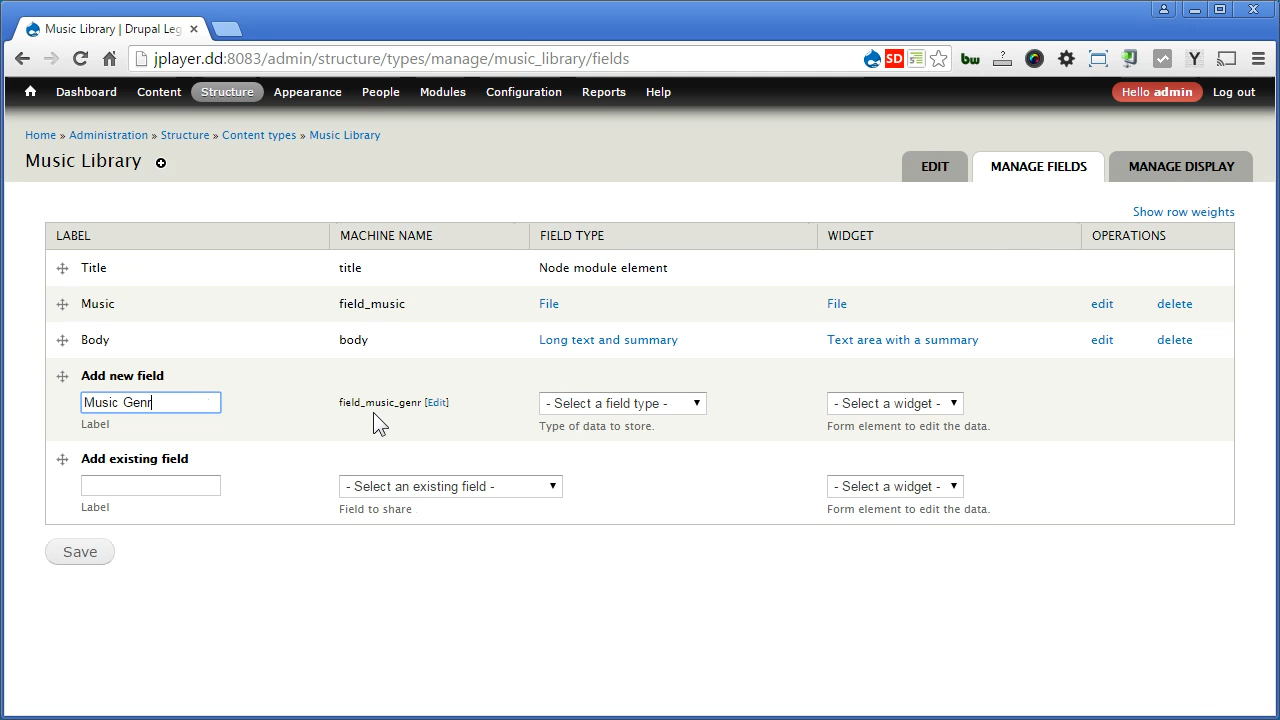 Music Library | Drupal Leg
jplayer.dd:8083/admin/structure/types/manage/music_library/fields
SD
bw
Y
Dashboard Content Structure Appearance People Modules Configuration Reports Help Hello admin Log out
Home » Administration » Structure » Content types » Music Library
Music Library
EDIT MANAGE FIELDS MANAGE DISPLAY
Show row weights
LABEL MACHINE NAME FIELD TYPE WIDGET OPERATIONS
Title title Node module element
Music field_music File File edit delete
Body body Long text and summary Text area with a summary edit delete
Add new field
Music Genr field_music_genr [Edit] - Select a field type - - Select a widget -
Label Type of data to store. Form element to edit the data.
Add existing field
- Select an existing field - - Select a widget -
Label Field to share Form element to edit the data.
Save